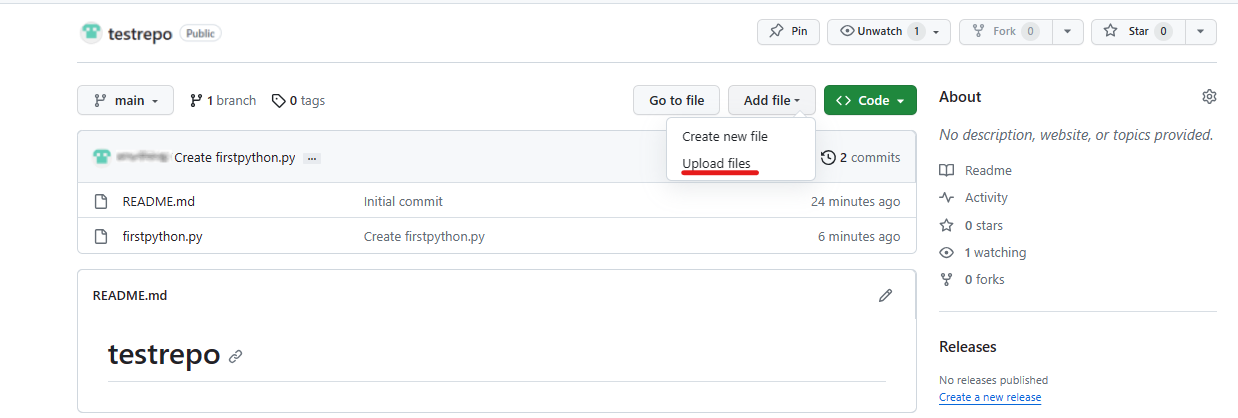 testrepo Public Pin Unwatch 1 Fork 0 Star 0
main 1 branch 0 tags Go to file Add file <> Code
Create new file
Upload files
Create firstpython.py ... 2 commits
README.md Initial commit 24 minutes ago
firstpython.py Create firstpython.py 6 minutes ago
README.md
testrepo
About
No description, website, or topics provided.
Readme
Activity
0 stars
1 watching
0 forks
Releases
No releases published
Create a new release